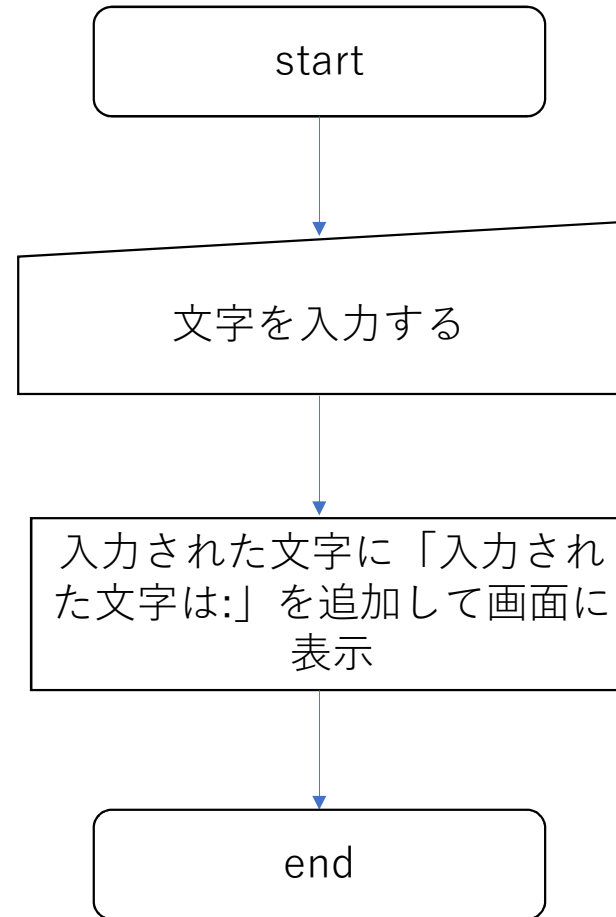 start
文字を入力する
入力された文字に「入力され
た文字は:」を追加して画面に
表示
end